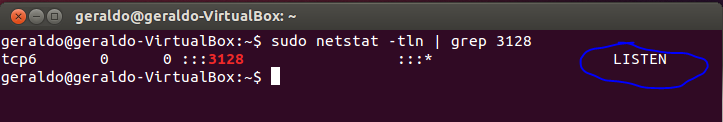 geraldo@geraldo-VirtualBox: ~
geraldo@geraldo-VirtualBox:~$ sudo netstat -tln | grep 3128
tcp6       0      0 :::3128                 :::*                    LISTEN
geraldo@geraldo-VirtualBox:~$